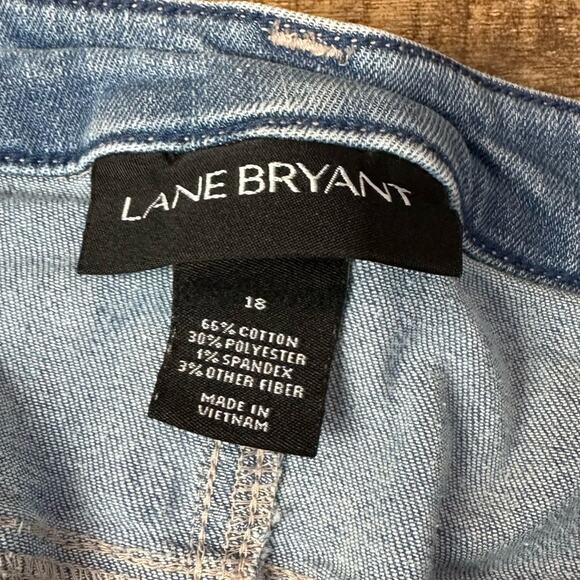 LANE BRYANT
18
66% COTTON
30% POLYESTER
1% SPANDEX
3% OTHER FIBER
MADE IN
VIETNAM